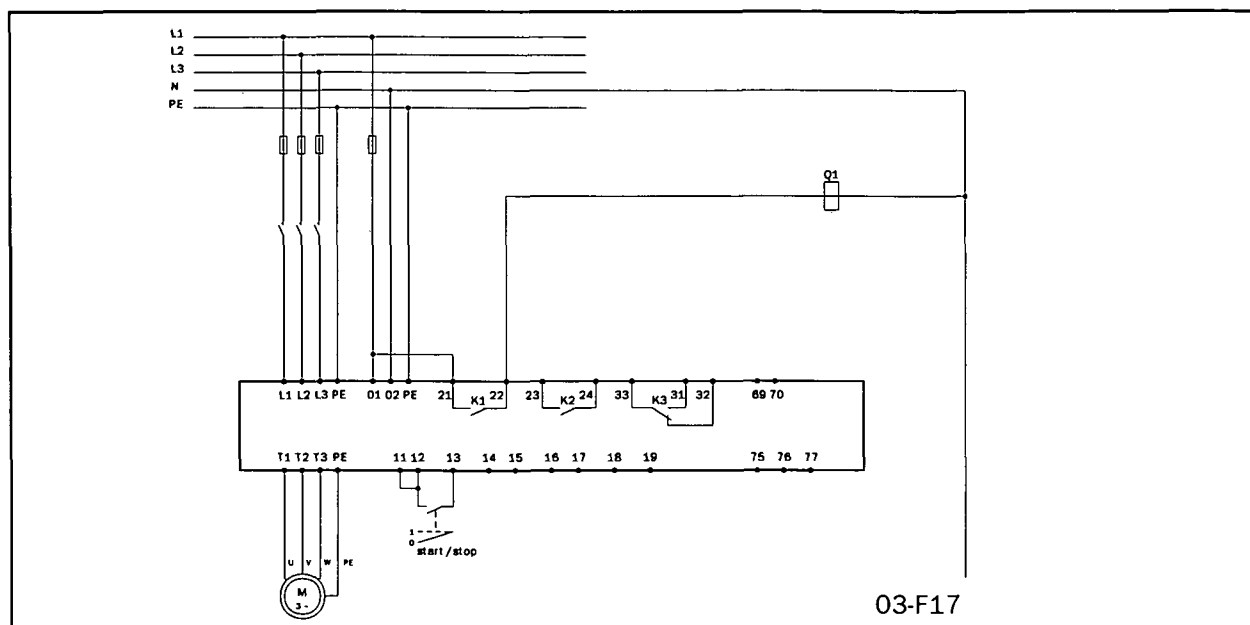 L1
L2
L3
N
PE
Q1
L1 L2 L3 PE 01 02 PE 21 22 23 24 33 31 32 69 70
K1 K2 K3
T1 T2 T3 PE 11 12 13 14 15 16 17 18 19 75 76 77
1
0
start/stop
U V W PE
M
3~
03-F17